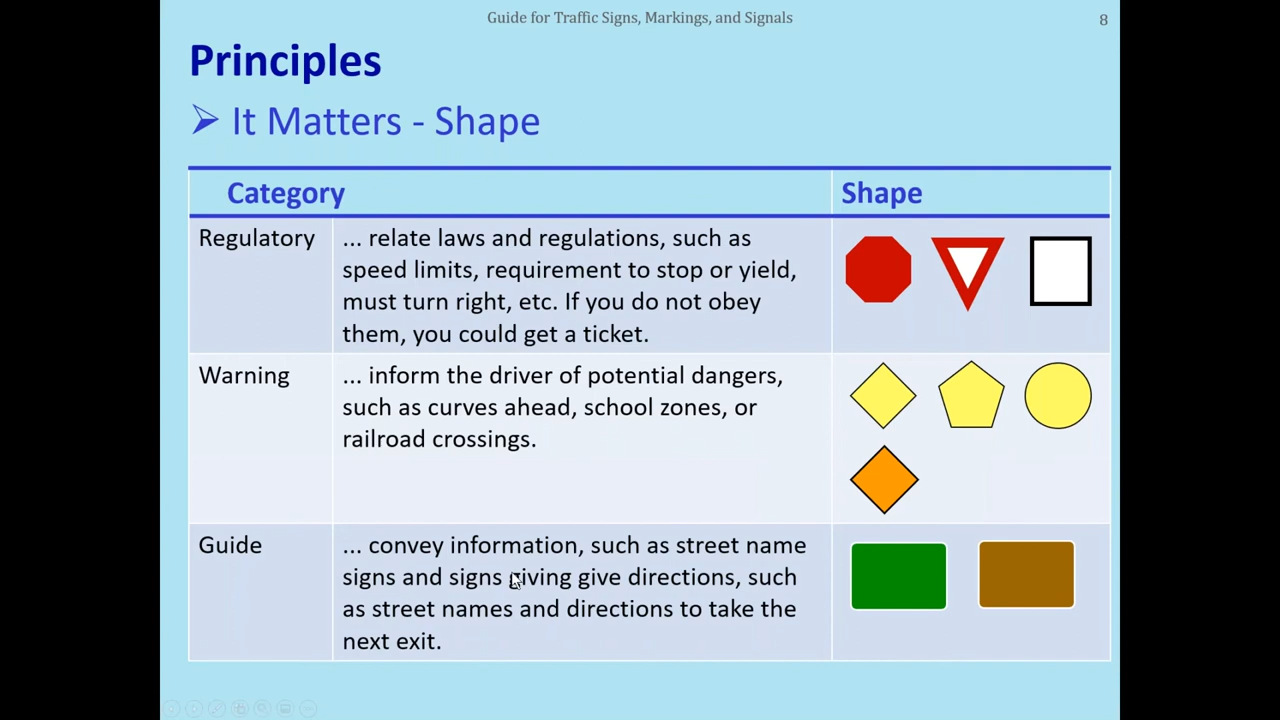 Guide for Traffic Signs, Markings, and Signals
8
Principles
It Matters - Shape
Category
Shape
Regulatory
... relate laws and regulations, such as
speed limits, requirement to stop or yield,
must turn right, etc. If you do not obey
them, you could get a ticket.
Warning
... inform the driver of potential dangers,
such as curves ahead, school zones, or
railroad crossings.
Guide
... convey information, such as street name
signs and signs giving give directions, such
as street names and directions to take the
next exit.